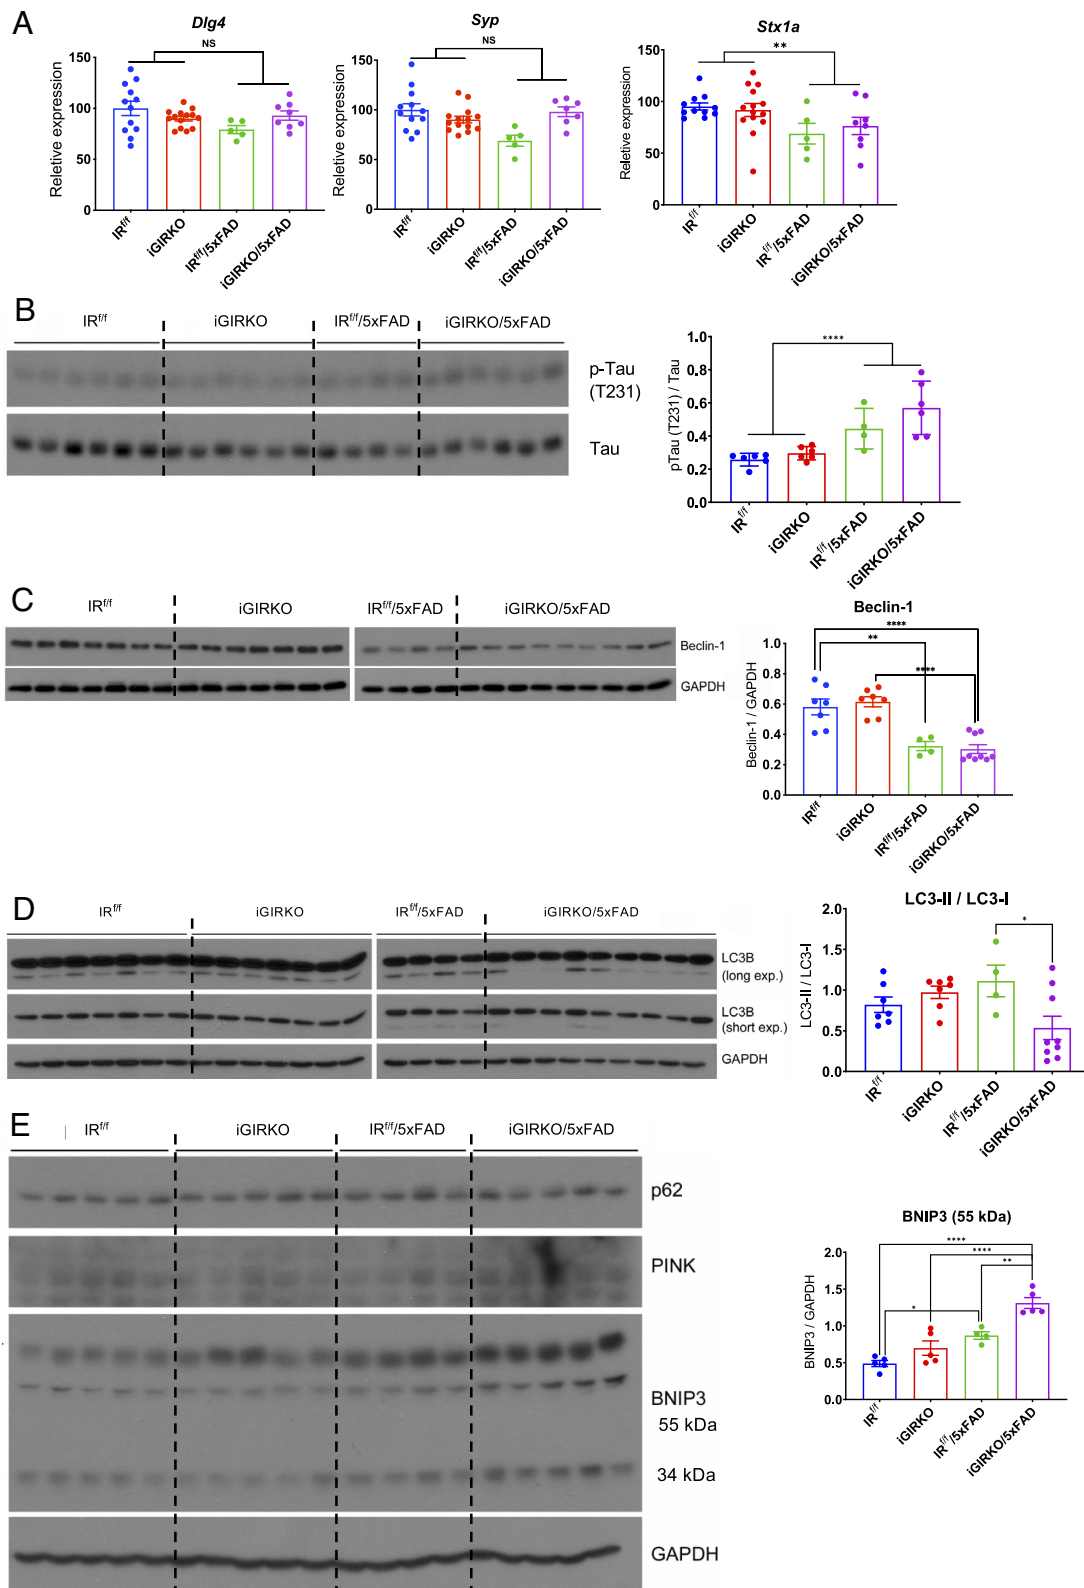 A
Dlg4
NS
Reletive expression
150
100
50
0
IRf/f
iGIRKO
IRf/f/5xFAD
iGIRKO/5xFAD
Syp
NS
Reletive expression
150
100
50
0
IRf/f
iGIRKO
IRf/f/5xFAD
iGIRKO/5xFAD
Stx1a
**
Reletive expression
150
100
50
0
IRf/f
iGIRKO
IRf/f/5xFAD
iGIRKO/5xFAD
B
IRf/f
iGIRKO
IRf/f/5xFAD
iGIRKO/5xFAD
p-Tau
(T231)
Tau
****
pTau (T231) / Tau
1.0
0.8
0.6
0.4
0.2
0.0
IRf/f
iGIRKO
IRf/f/5xFAD
iGIRKO/5xFAD
C
IRf/f
iGIRKO
IRf/f/5xFAD
iGIRKO/5xFAD
Beclin-1
GAPDH
Beclin-1
****
**
****
Beclin-1 / GAPDH
1.0
0.8
0.6
0.4
0.2
0.0
IRf/f
iGIRKO
IRf/f/5xFAD
iGIRKO/5xFAD
D
IRf/f
iGIRKO
IRf/f/5xFAD
iGIRKO/5xFAD
LC3B
(long exp.)
LC3B
(short exp.)
GAPDH
LC3-II / LC3-I
*
LC3-II / LC3-I
2.0
1.5
1.0
0.5
0.0
IRf/f
iGIRKO
IRf/f/5xFAD
iGIRKO/5xFAD
E
IRf/f
iGIRKO
IRf/f/5xFAD
iGIRKO/5xFAD
p62
PINK
BNIP3
55 kDa
34 kDa
GAPDH
BNIP3 (55 kDa)
****
****
**
*
BNIP3 / GAPDH
2.0
1.5
1.0
0.5
0.0
IRf/f
iGIRKO
IRf/f/5xFAD
iGIRKO/5xFAD